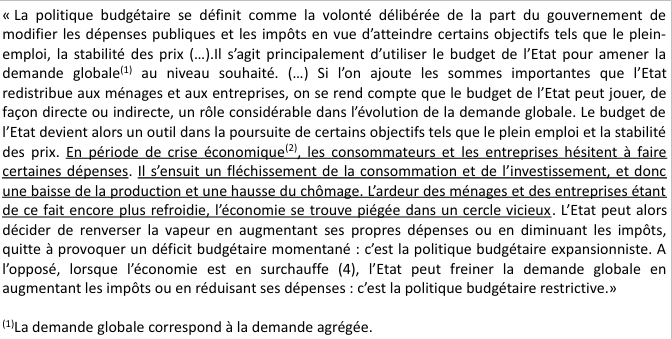 « La politique budgétaire se définit comme la volonté délibérée de la part du gouvernement de
modifier les dépenses publiques et les impôts en vue d’atteindre certains objectifs tels que le plein-
emploi, la stabilité des prix (…).Il s’agit principalement d’utiliser le budget de l’Etat pour amener la
demande globale(1) au niveau souhaité. (…) Si l’on ajoute les sommes importantes que l’Etat
redistribue aux ménages et aux entreprises, on se rend compte que le budget de l’Etat peut jouer, de
façon directe ou indirecte, un rôle considérable dans l’évolution de la demande globale. Le budget de
l’Etat devient alors un outil dans la poursuite de certains objectifs tels que le plein emploi et la stabilité
des prix. En période de crise économique(2), les consommateurs et les entreprises hésitent à faire
certaines dépenses. Il s’ensuit un fléchissement de la consommation et de l’investissement, et donc
une baisse de la production et une hausse du chômage. L’ardeur des ménages et des entreprises étant
de ce fait encore plus refroidie, l’économie se trouve piégée dans un cercle vicieux. L’Etat peut alors
décider de renverser la vapeur en augmentant ses propres dépenses ou en diminuant les impôts,
quitte à provoquer un déficit budgétaire momentané : c’est la politique budgétaire expansionniste. A
l’opposé, lorsque l’économie est en surchauffe (4), l’Etat peut freiner la demande globale en
augmentant les impôts ou en réduisant ses dépenses : c’est la politique budgétaire restrictive.»
(1)La demande globale correspond à la demande agrégée.